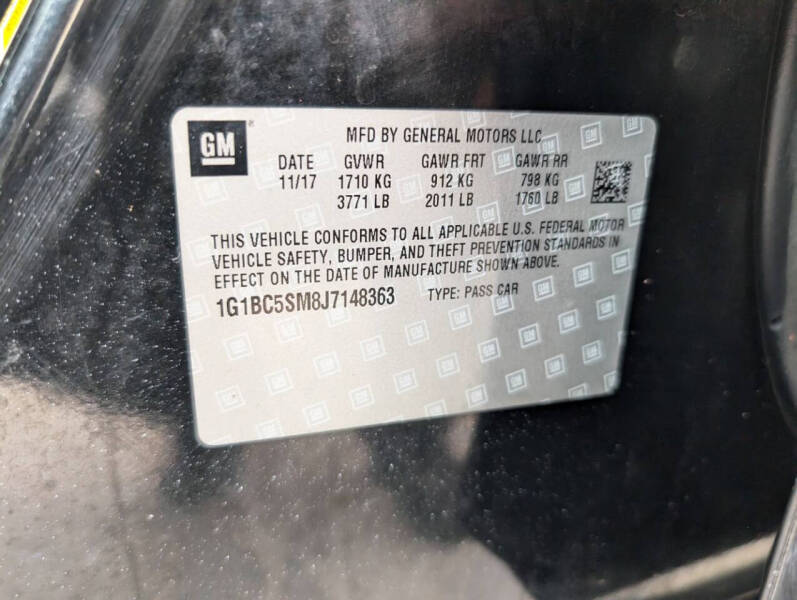 GM MFD BY GENERAL MOTORS LLC
DATE GVWR GAWR FRT GAWR RR
11/17 1710 KG 912 KG 798 KG
3771 LB 2011 LB 1760 LB
THIS VEHICLE CONFORMS TO ALL APPLICABLE U.S. FEDERAL MOTOR
VEHICLE SAFETY, BUMPER, AND THEFT PREVENTION STANDARDS IN
EFFECT ON THE DATE OF MANUFACTURE SHOWN ABOVE.
1G1BC5SM8J7148363 TYPE: PASS CAR